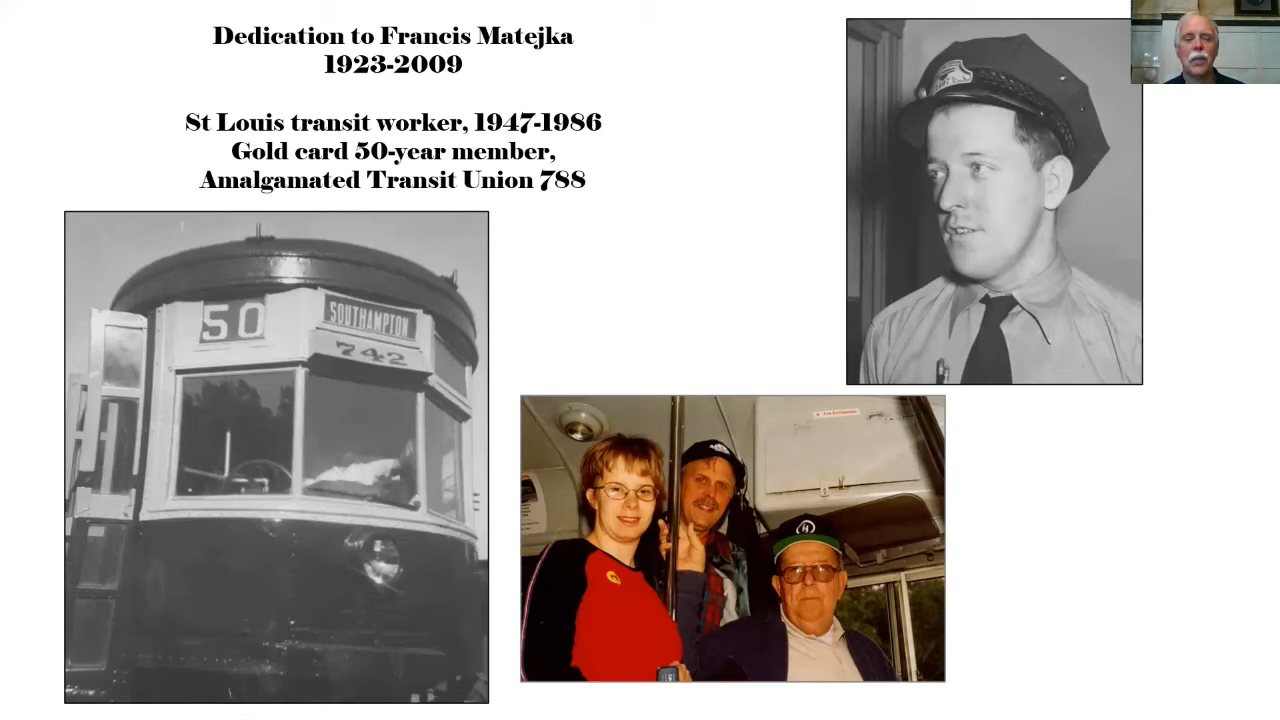 Dedication to Francis Matejka
1923-2009
St Louis transit worker, 1947-1986
Gold card 50-year member,
Amalgamated Transit Union 788
50
SOUTHAMPTON
742